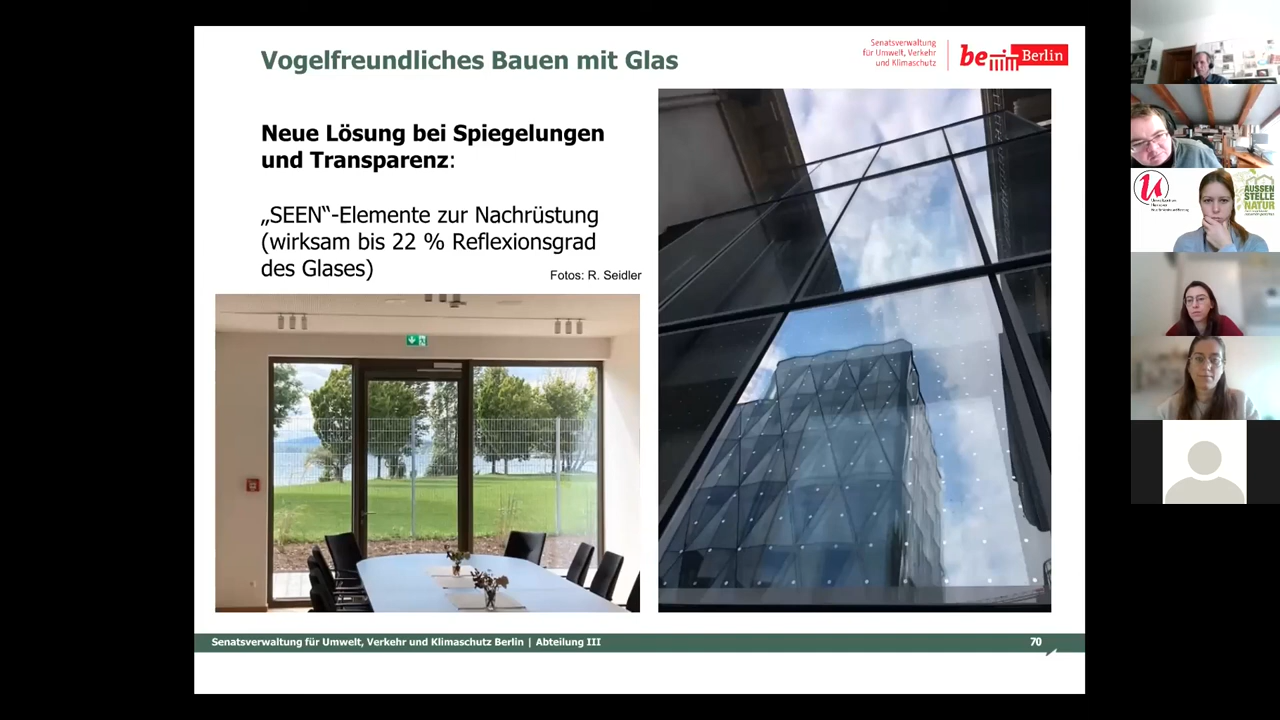 Vogelfreundliches Bauen mit Glas
Senatsverwaltung
für Umwelt, Verkehr
und Klimaschutz
be Berlin
Neue Lösung bei Spiegelungen
und Transparenz:
„SEEN“-Elemente zur Nachrüstung
(wirksam bis 22 % Reflexionsgrad
des Glases)
Fotos: R. Seidler
Senatsverwaltung für Umwelt, Verkehr und Klimaschutz Berlin | Abteilung III
70
AUSSEN
STELLE
NATUR